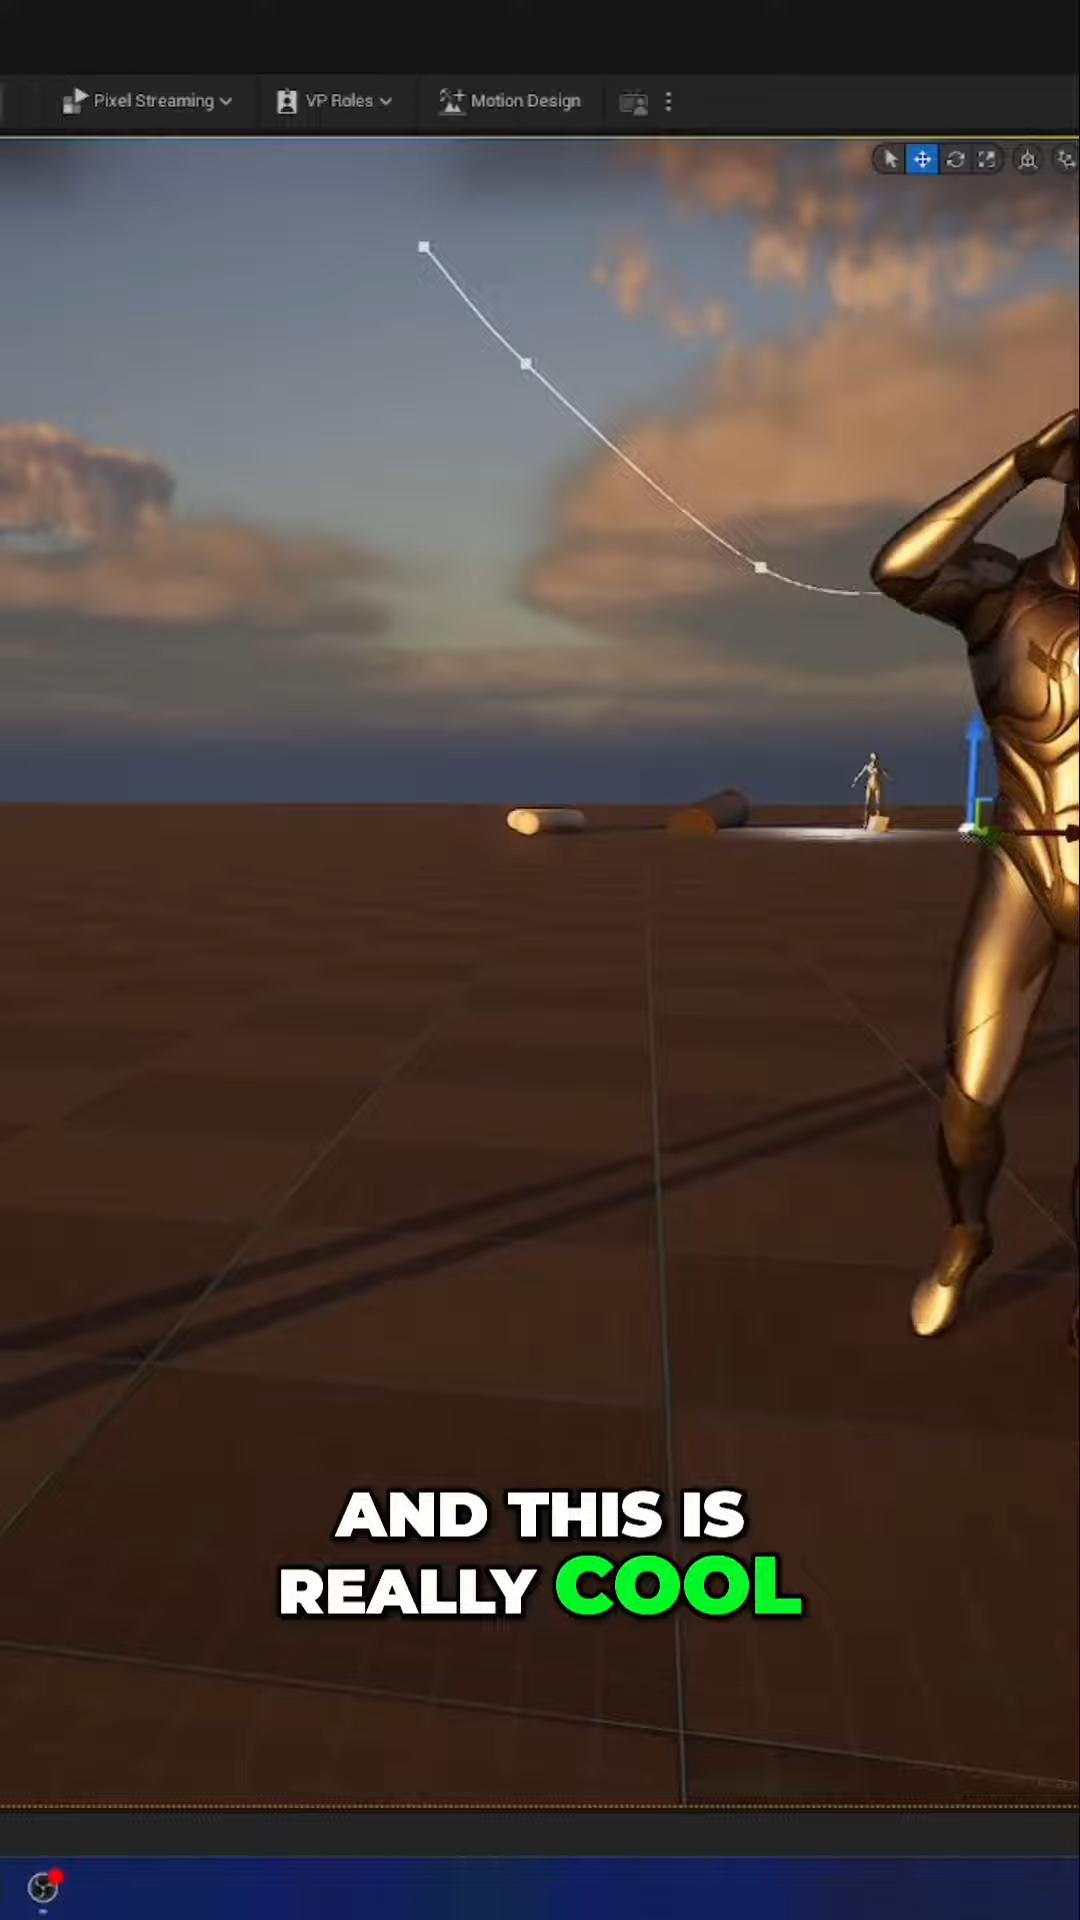 Pixel Streaming
VP Roles
Motion Design
AND THIS IS
REALLY COOL